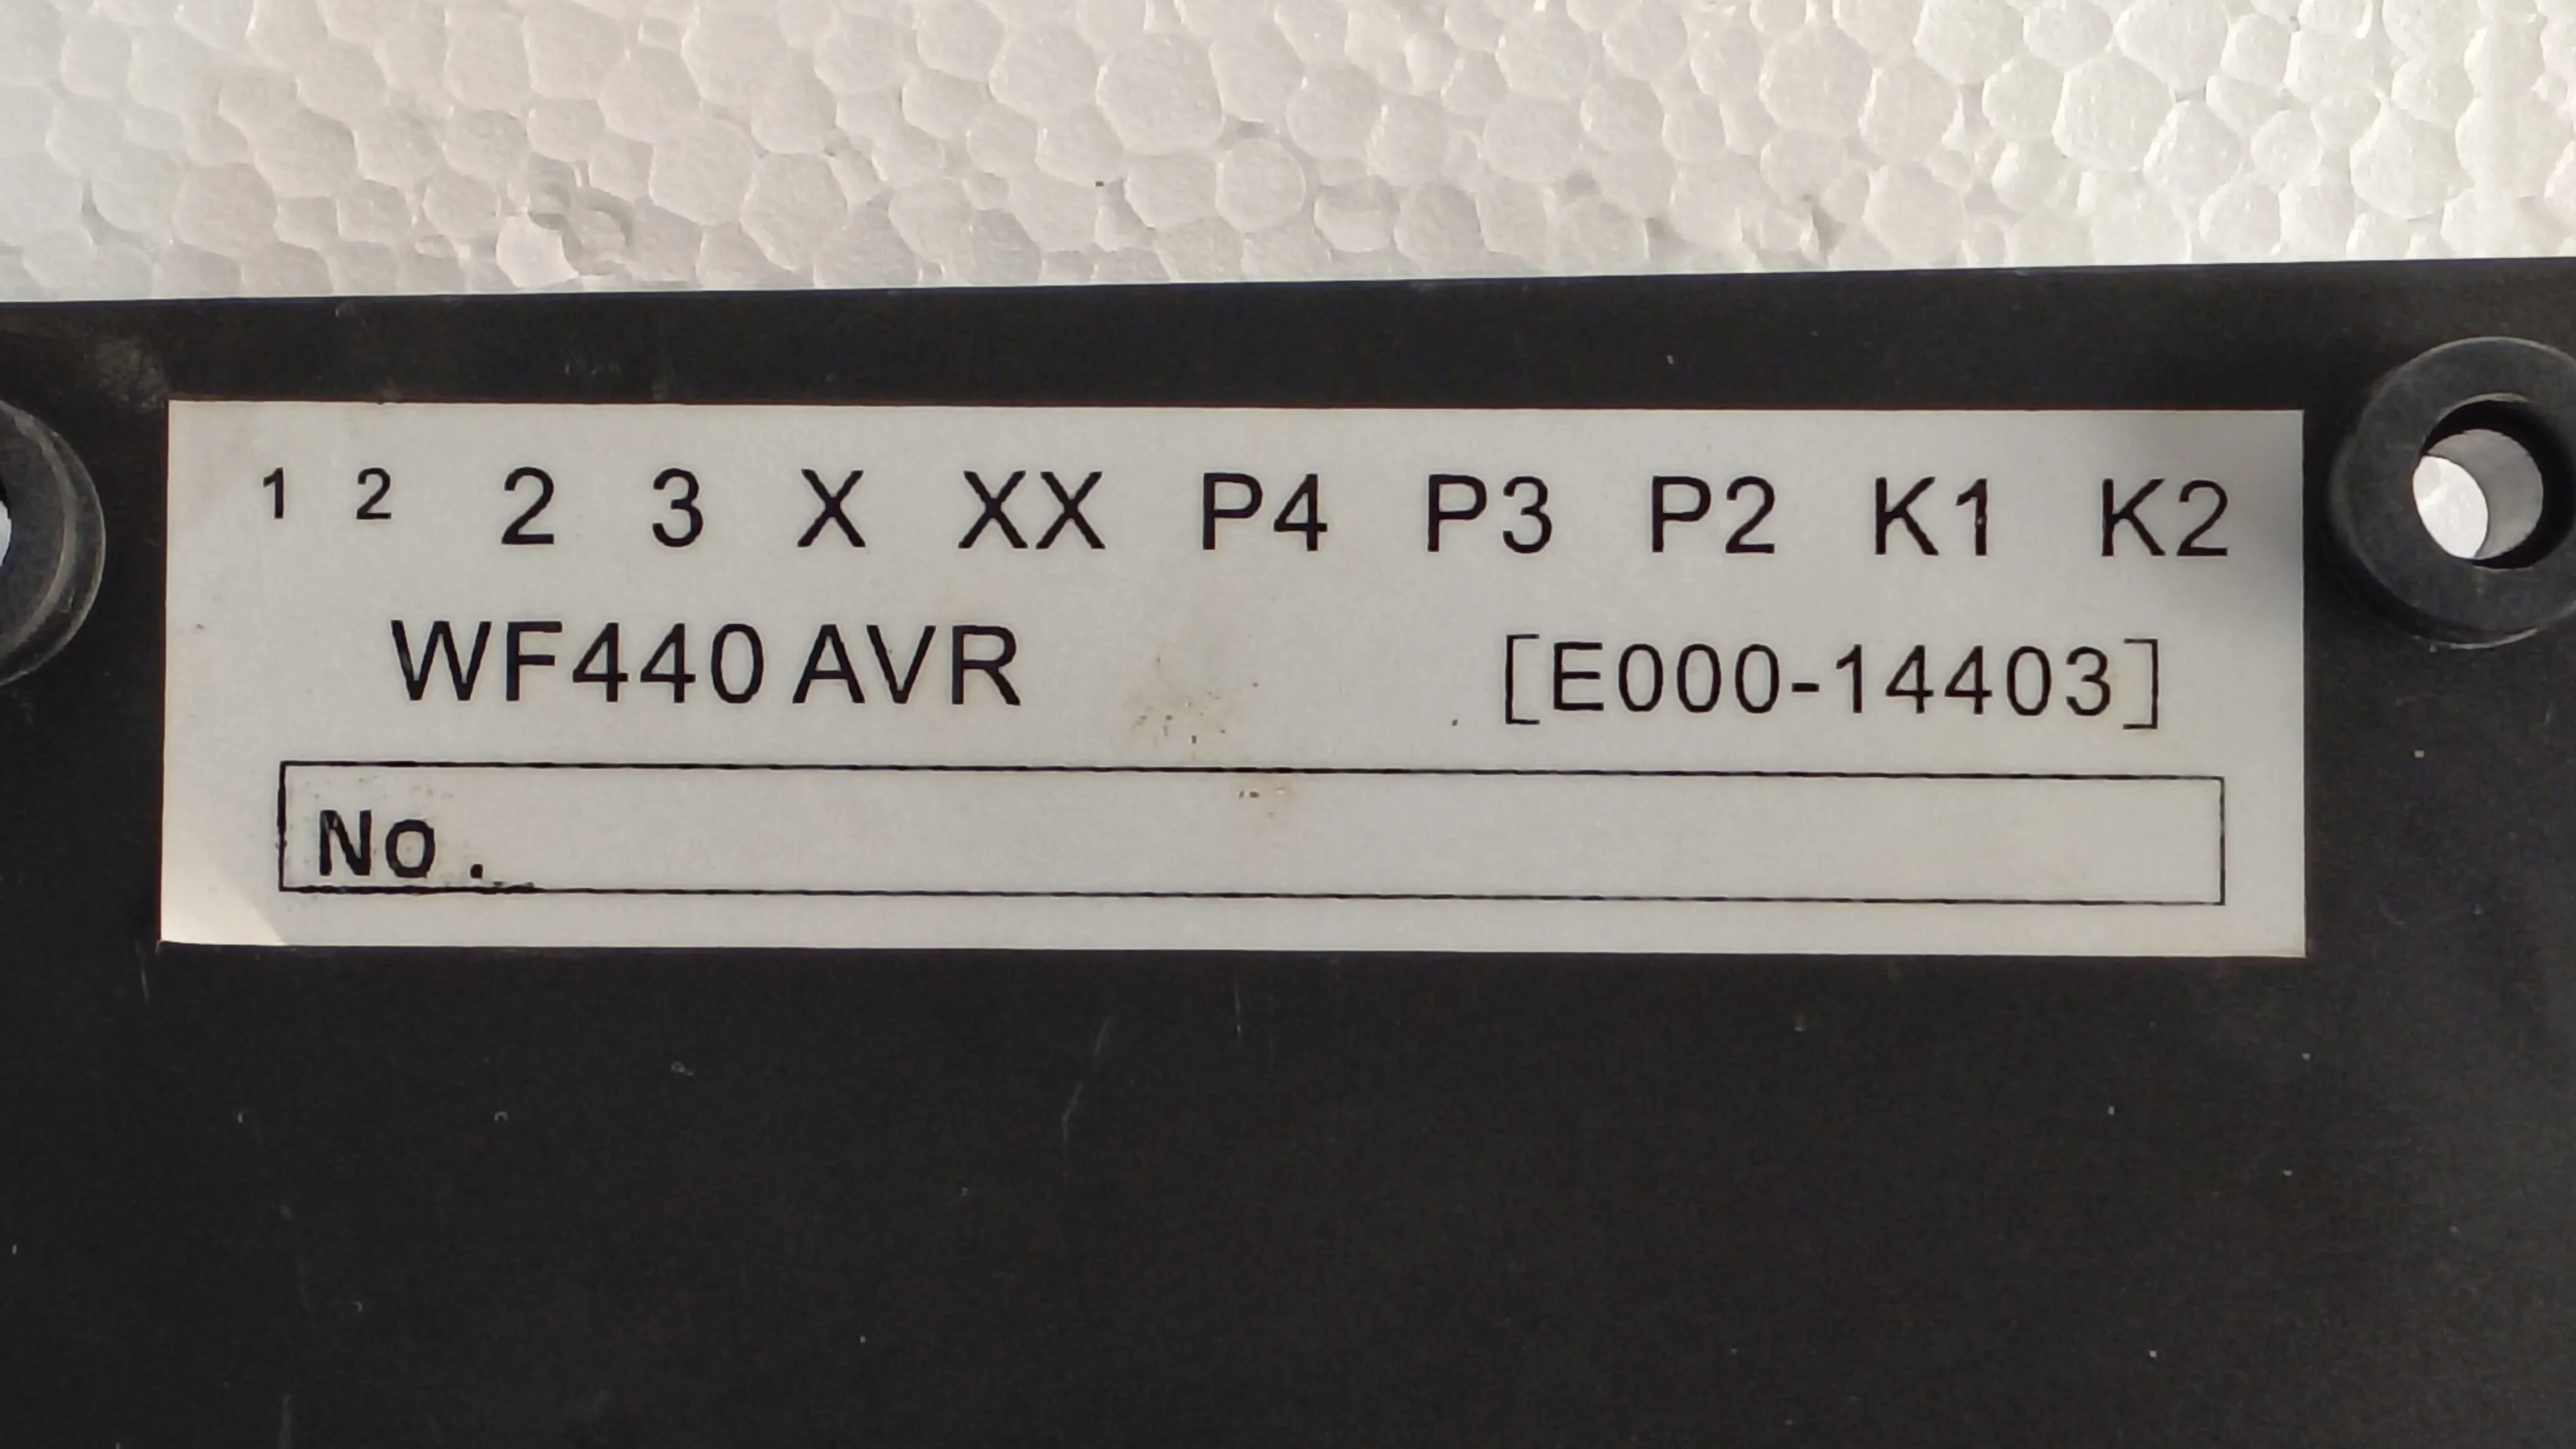 1 2 2 3 X XX P4 P3 P2 K1 K2
WF440 AVR [E000-14403]
No.